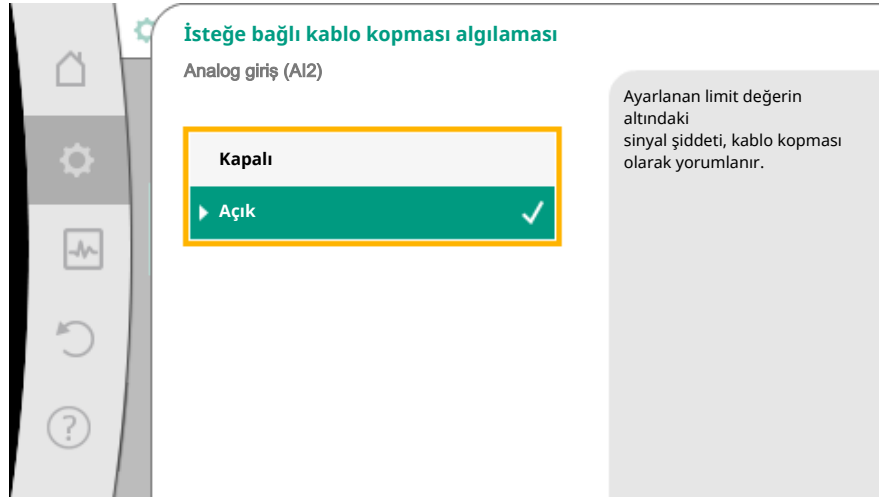 İsteğe bağlı kablo kopması algılaması
Analog giriş (AI2)
Kapalı
Açık
Ayarlanan limit değerin
altındaki
sinyal şiddeti, kablo kopması
olarak yorumlanır.
?